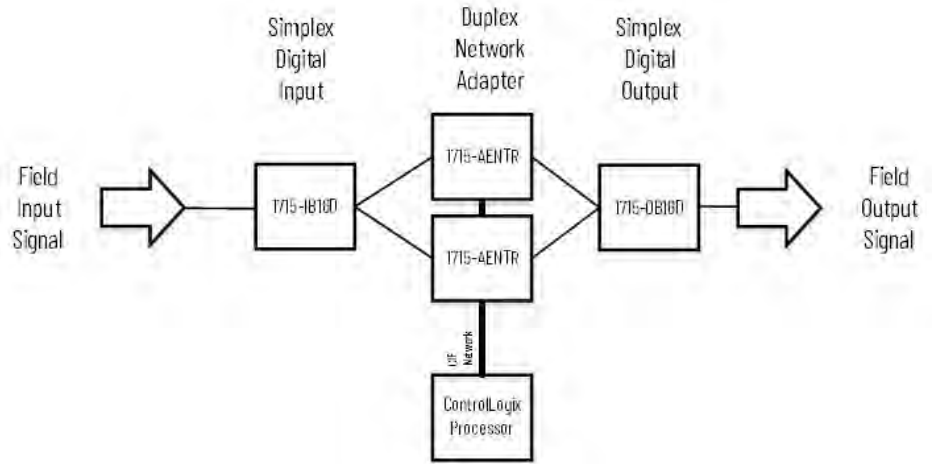 Simplex
Digital
Input
Duplex
Network
Adapter
Simplex
Digital
Output
Field
Input
Signal
1715-IB16D
1715-AENTR
1715-AENTR
1715-OB16D
Field
Output
Signal
CIP
Network
ControlLogix
Processor